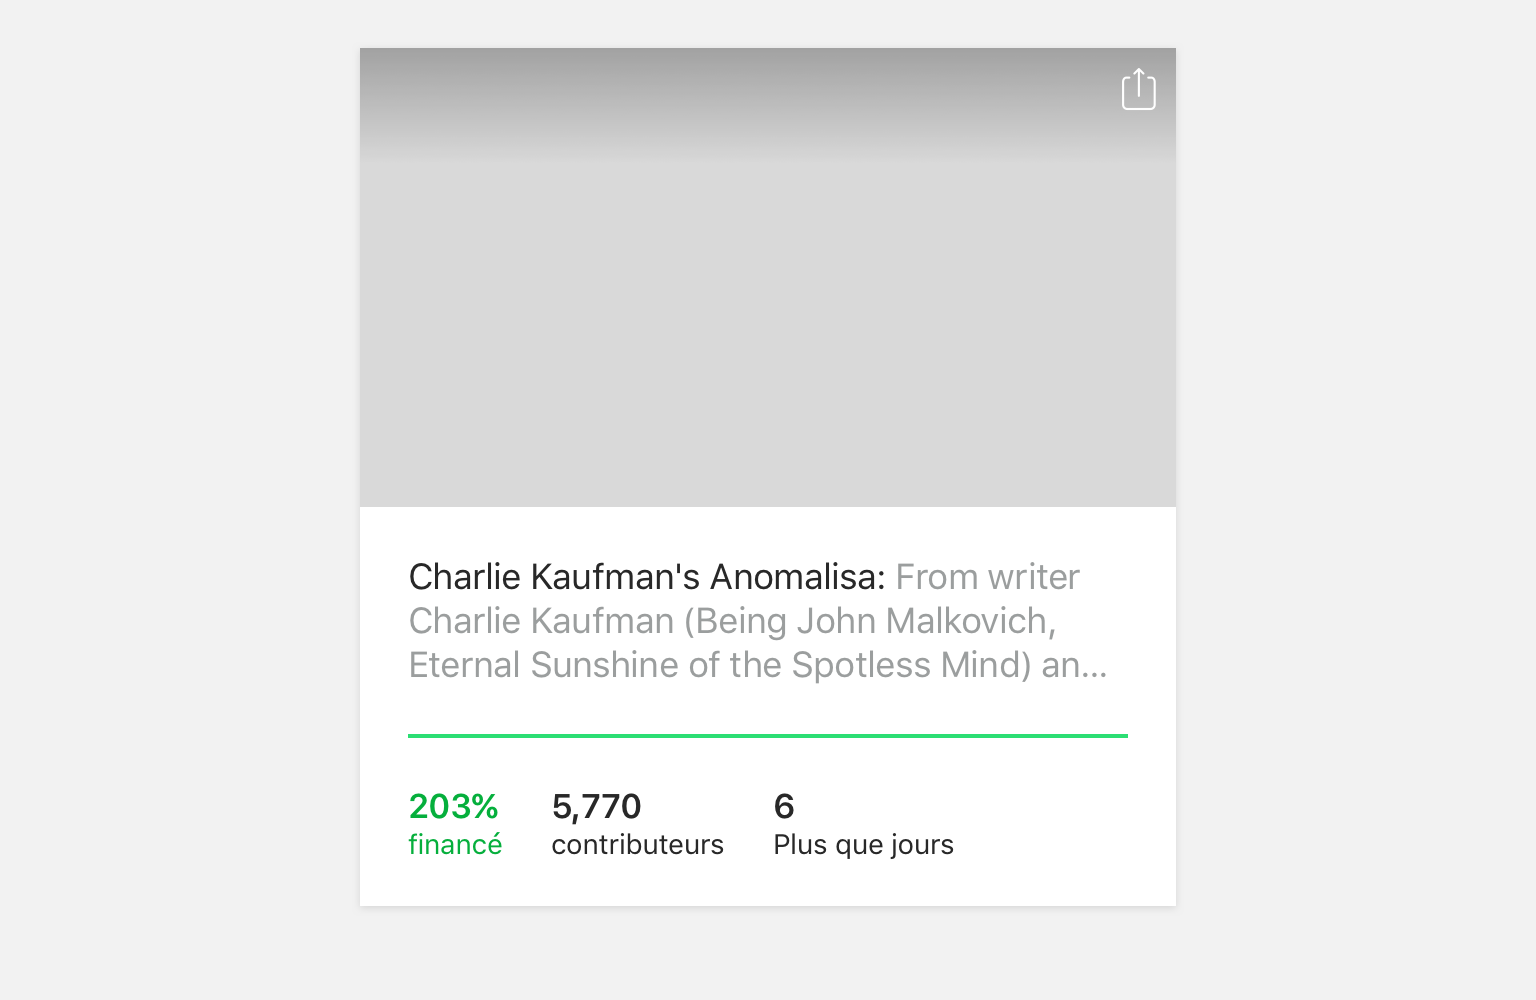 Charlie Kaufman's Anomalisa: From writer
Charlie Kaufman (Being John Malkovich,
Eternal Sunshine of the Spotless Mind) an...
203%
financé
5,770
contributeurs
6
Plus que jours